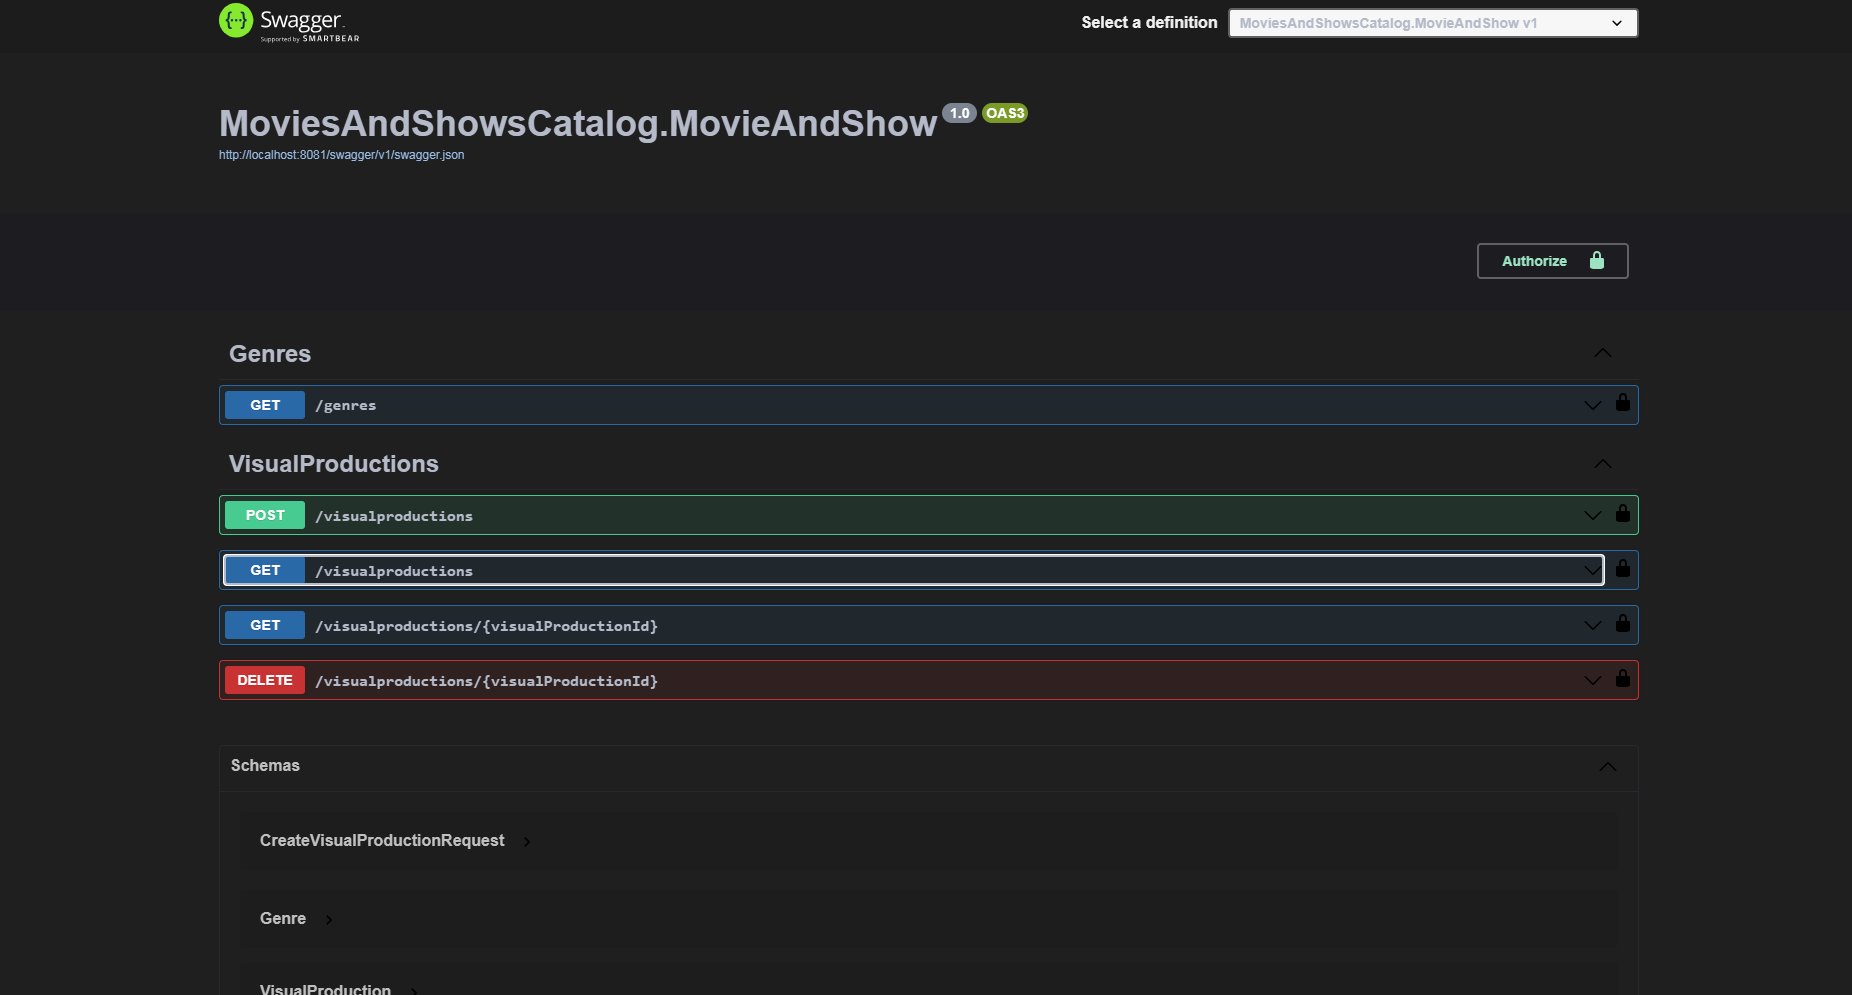 Swagger
Supported by SMARTBEAR
Select a definition
MoviesAndShowsCatalog.MovieAndShow v1
MoviesAndShowsCatalog.MovieAndShow 1.0 OAS3
http://localhost:8081/swagger/v1/swagger.json
Authorize
Genres
GET /genres
VisualProductions
POST /visualproductions
GET /visualproductions
GET /visualproductions/{visualProductionId}
DELETE /visualproductions/{visualProductionId}
Schemas
CreateVisualProductionRequest
Genre
VisualProduction